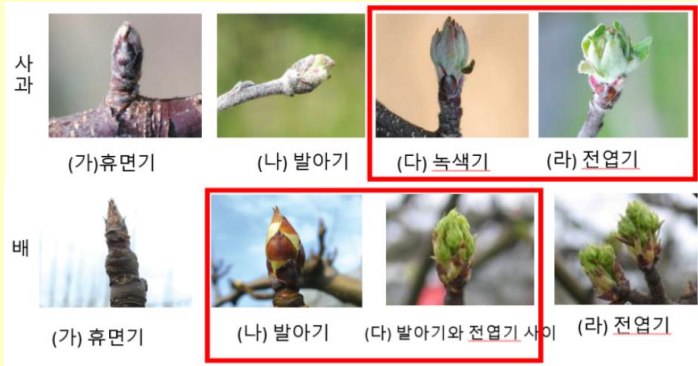 사
과
(가)휴면기
(나) 발아기
(다) 녹색기
(라) 전엽기
배
(가) 휴면기
(나) 발아기
(다) 발아기와 전엽기 사이
(라) 전엽기